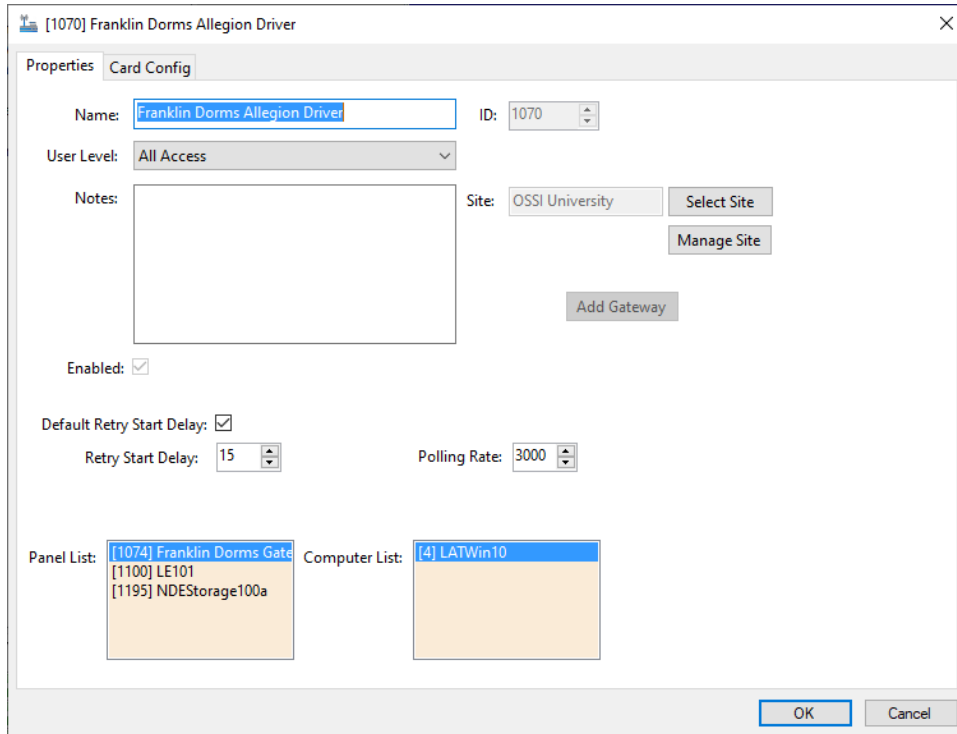 [1070] Franklin Dorms Allegion Driver
Properties Card Config
Name: Franklin Dorms Allegion Driver ID: 1070
User Level: All Access
Notes: Site: OSSI University Select Site
Manage Site
Add Gateway
Enabled:
Default Retry Start Delay:
Retry Start Delay: 15 Polling Rate: 3000
Panel List: [1074] Franklin Dorms Gate Computer List: [4] LATWin10
[1100] LE101
[1195] NDEStorage100a
OK Cancel